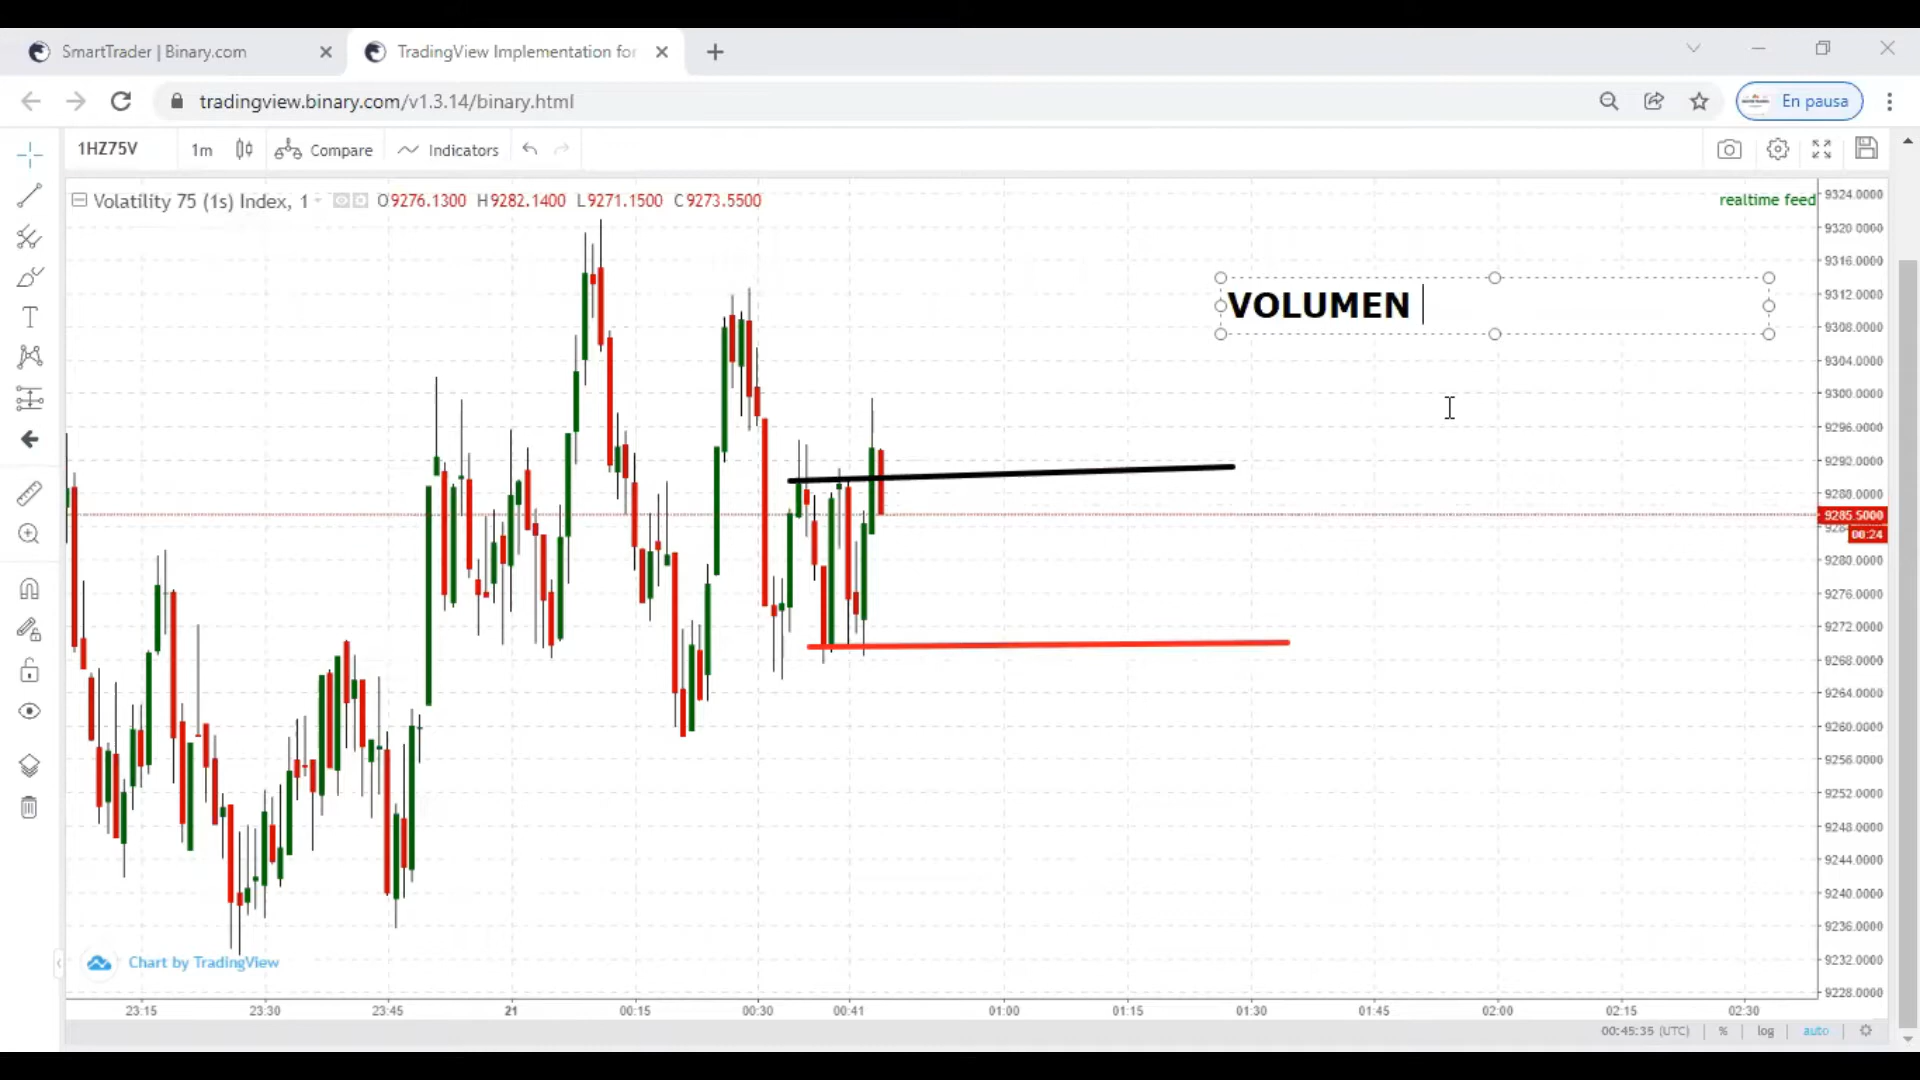 SmartTrader | Binary.com
TradingView Implementation for
tradingview.binary.com/v1.3.14/binary.html
En pausa
1HZ75V
1m
Compare
Indicators
Volatility 75 (1s) Index, 1
O9276.1300 H9282.1400 L9271.1500 C9273.5500
realtime feed
VOLUMEN
9324.0000
9320.0000
9316.0000
9312.0000
9308.0000
9304.0000
9300.0000
9296.0000
9292.0000
9288.0000
9285.5000
00:24
9280.0000
9276.0000
9272.0000
9268.0000
9264.0000
9260.0000
9256.0000
9252.0000
9248.0000
9244.0000
9240.0000
9236.0000
9232.0000
9228.0000
Chart by TradingView
23:15 23:30 23:45 21 00:15 00:30 00:41 01:00 01:15 01:30 01:45 02:00 02:15 02:30
00:45:35 (UTC) % log auto